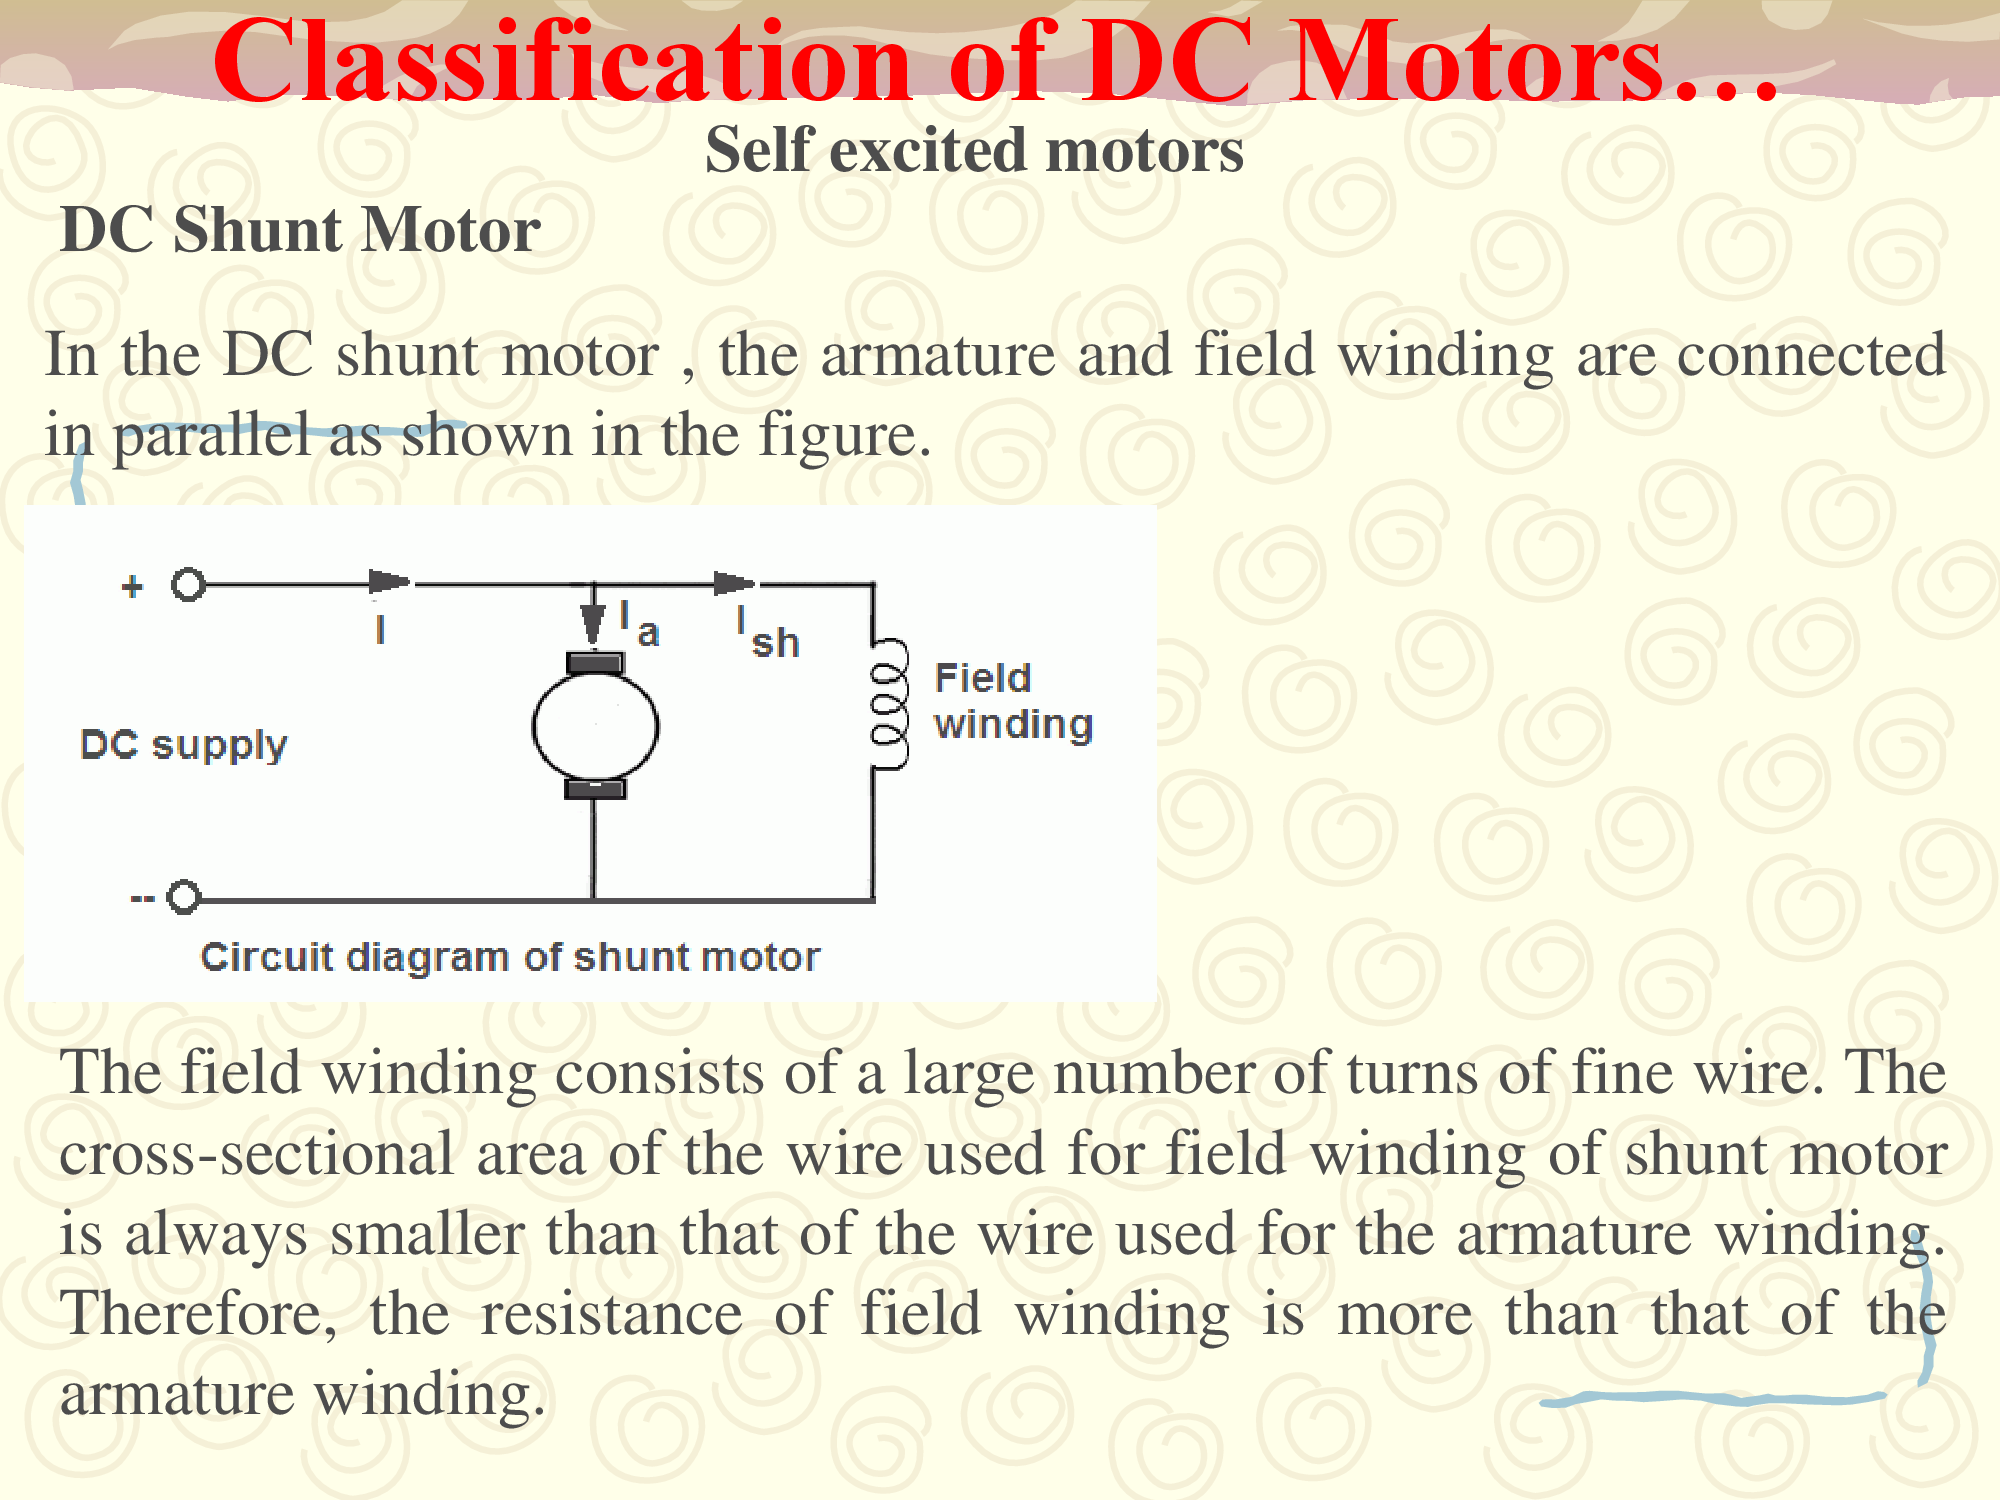 Classification of DC Motors…
Self excited motors
DC Shunt Motor
In the DC shunt motor , the armature and field winding are connected
in parallel as shown in the figure.
+
I
I a
I sh
Field
winding
DC supply
--
Circuit diagram of shunt motor
The field winding consists of a large number of turns of fine wire. The
cross-sectional area of the wire used for field winding of shunt motor
is always smaller than that of the wire used for the armature winding.
Therefore, the resistance of field winding is more than that of the
armature winding.